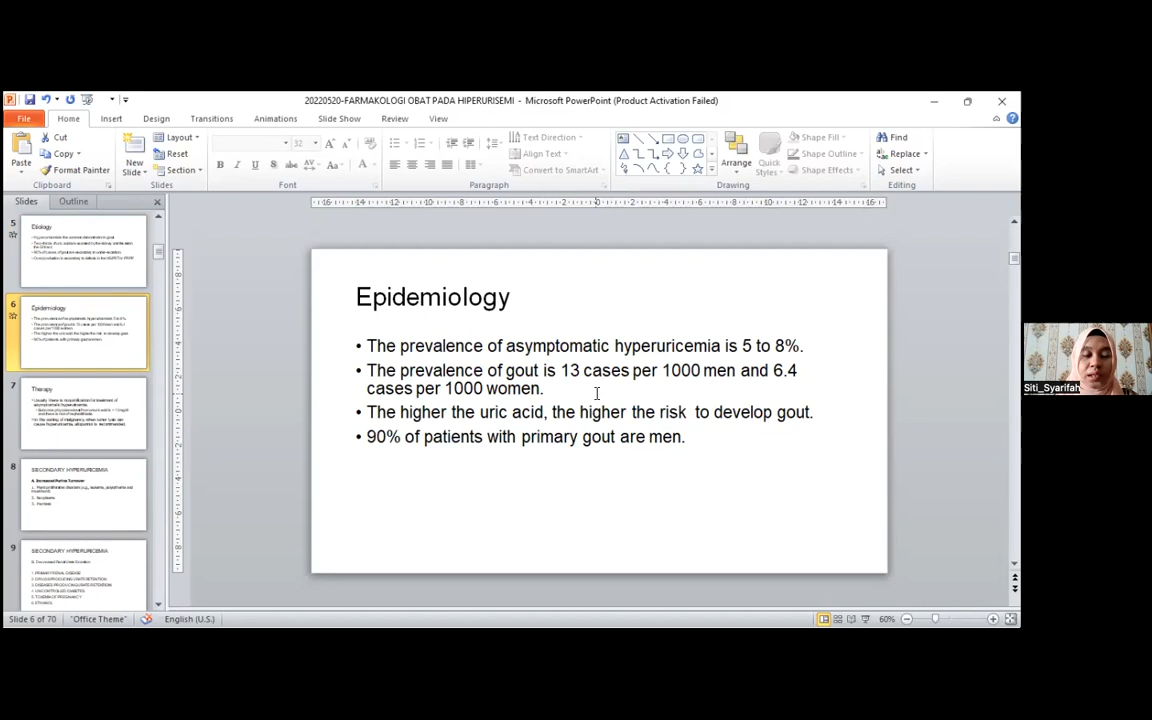 20220520-FARMAKOLOGI OBAT PADA HIPERURISEMI - Microsoft PowerPoint (Product Activation Failed)
File Home Insert Design Transitions Animations Slide Show Review View
Paste
Cut
Copy
Format Painter
Clipboard
New Slide
Layout
Reset
Section
Slides
32
Font
Paragraph
Text Direction
Align Text
Convert to SmartArt
Arrange
Quick Styles
Shape Fill
Shape Outline
Shape Effects
Drawing
Find
Replace
Select
Editing
Slides Outline
5
Etiology
6
Epidemiology
7
Therapy
8
SECONDARY HYPERURICEMIA
9
SECONDARY HYPERURICEMIA
Epidemiology
• The prevalence of asymptomatic hyperuricemia is 5 to 8%.
• The prevalence of gout is 13 cases per 1000 men and 6.4
cases per 1000 women.
• The higher the uric acid, the higher the risk to develop gout.
• 90% of patients with primary gout are men.
Siti_Syarifah
Slide 6 of 70 "Office Theme" English (U.S.) 60%